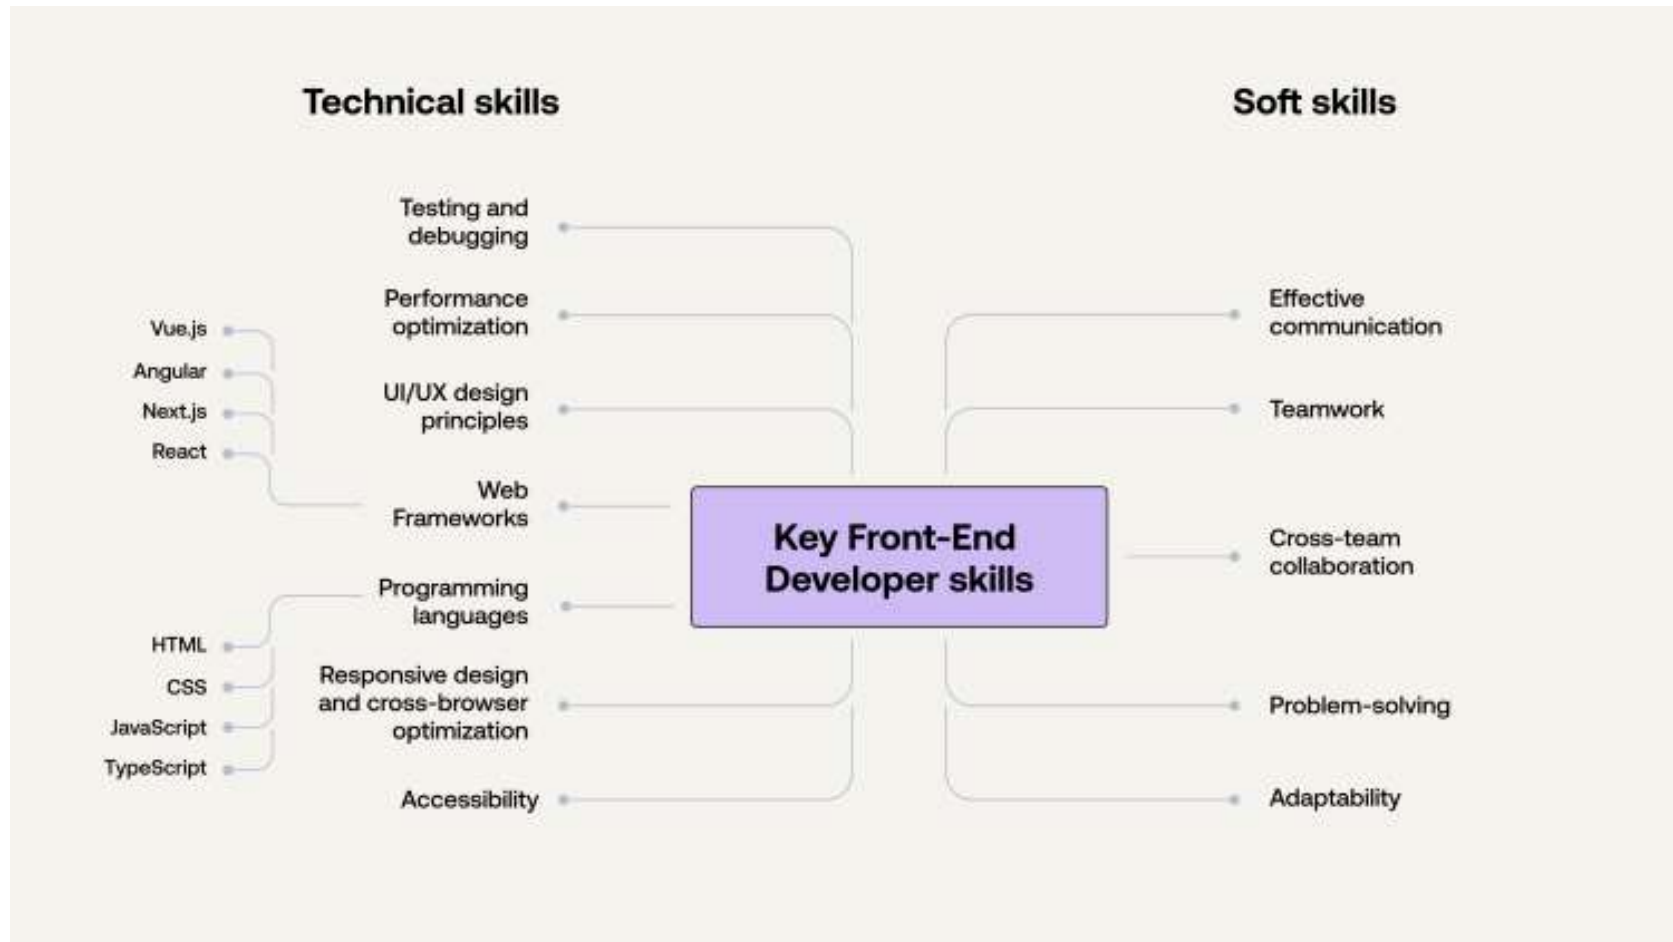 Technical skills
Soft skills
Testing and
debugging
Performance
optimization
UI/UX design
principles
Web
Frameworks
Programming
languages
Responsive design
and cross-browser
optimization
Accessibility
Vue.js
Angular
Next.js
React
HTML
CSS
JavaScript
TypeScript
Key Front-End
Developer skills
Effective
communication
Teamwork
Cross-team
collaboration
Problem-solving
Adaptability